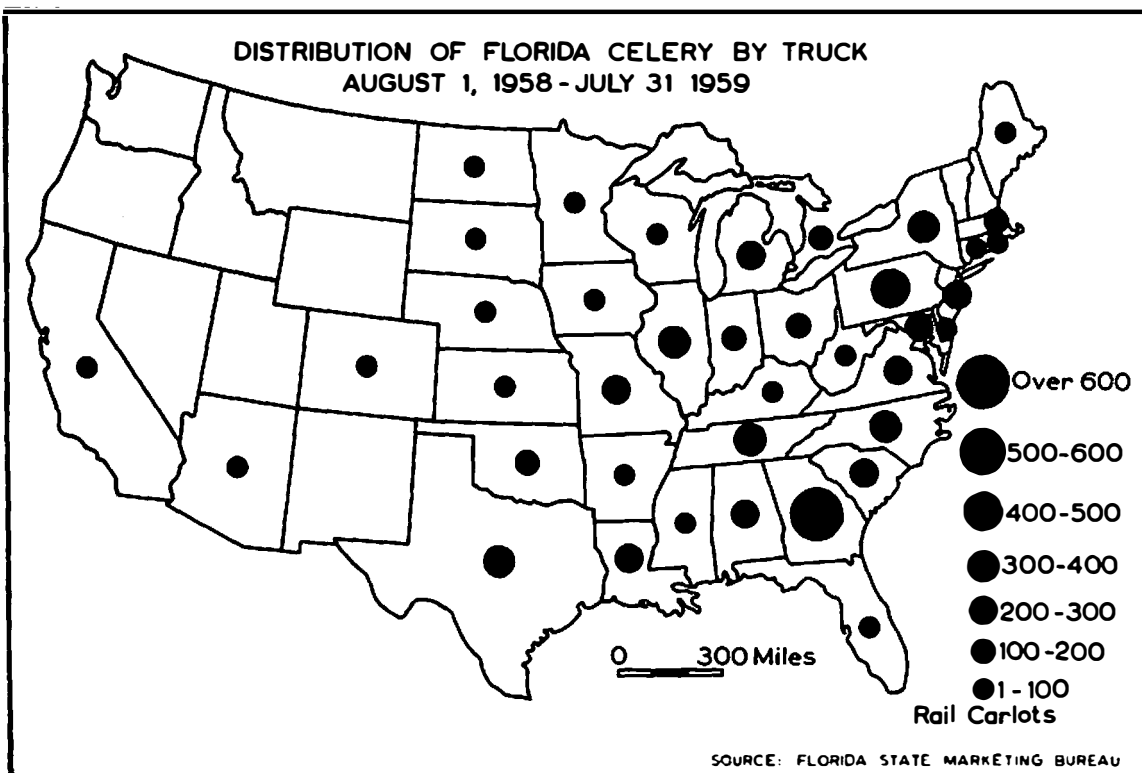 DISTRIBUTION OF FLORIDA CELERY BY TRUCK
AUGUST 1, 1958-JULY 31 1959
Over 600
500-600
400-500
300-400
200-300
100-200
1-100
Rail Carlots
0 300 Miles
SOURCE: FLORIDA STATE MARKETING BUREAU